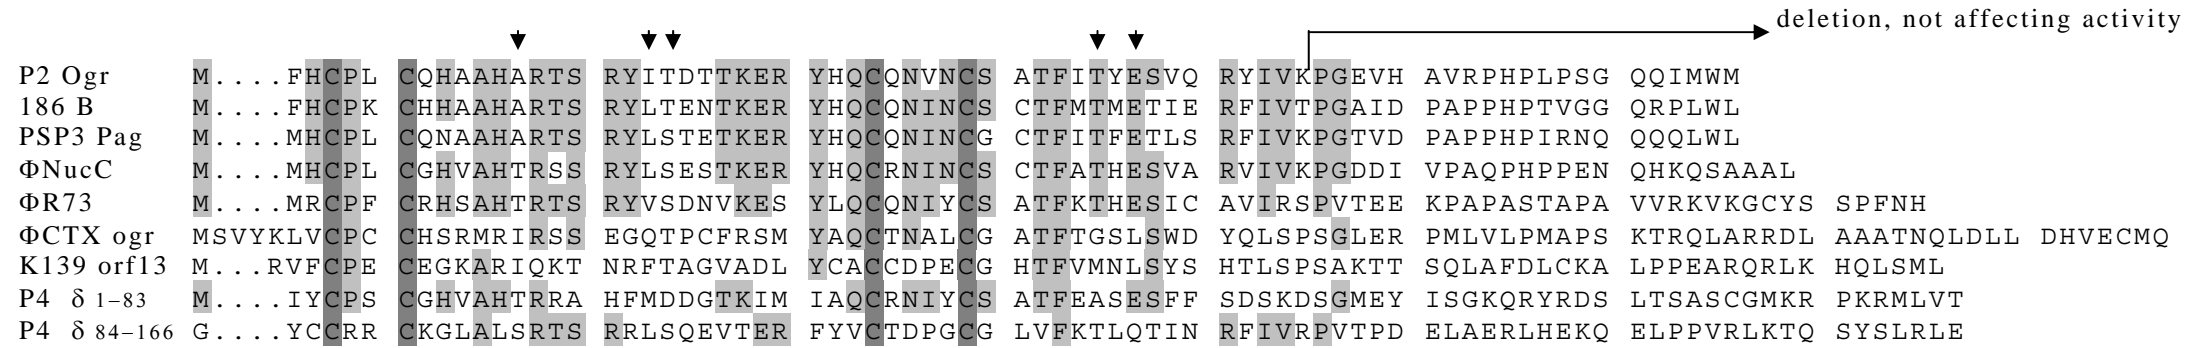 deletion, not affecting activity
P2 Ogr M....FHCPL CQHAAHARTS RYITDTTKER YHQCQNVNCS ATFITYESVQ RYIVKPGEVH AVRPHPLPSG QQIMWM
186 B M....FHCPK CHHAAHARTS RYLTENTKER YHQCQNINCS CTFMTMETIE RFIVTPGAID PAPPHPTVGG QRPLWL
PSP3 Pag M....MHCPL CQNAAHARTS RYLSTETKER YHQCQNINCG CTFITFETLS RFIVKPGTVD PAPPHPIRNQ QQQLWL
ΦNucC M....MHCPL CGHVAHTRSS RYLSESTKER YHQCRNINCS CTFATHESVA RVIVKPGDDI VPAQPHPPEN QHKQSAAAL
ΦR73 M....MRCPF CRHSAHTRTS RYVSDNVKES YLQCQNIYCS ATFKTHESIC AVIRSPVTEE KPAPASTAPA VVRKVKGCYS SPFNH
ΦCTX ogr MSVYKLVCPC CHSRMRIRSS EGQTPCFRSM YAQCTNALCG ATFTGSLSWD YQLSPSGLER PMLVLPMAPS KTRQLARRDL AAATNQLDLL DHVECMQ
K139 orf13 M...RVFCPE CEGKARIQKT NRFTAGVADL YCACCDPECG HTFVMNLSYS HTLSPSAKTT SQLAFDLCKA LPPEARQRLK HQLSML
P4 δ 1–83 M....IYCPS CGHVAHTRRA HFMDDGTKIM IAQCRNIYCS ATFEASESFF SDSKDSGMEY ISGKQRYRDS LTSASCGMKR PKRMLVT
P4 δ 84–166 G....YCCRR CKGLALSRTS RRLSQEVTER FYVCTDPGCG LVFKTLQTIN RFIVRPVTPD ELAERLHEKQ ELPPVRLKTQ SYSLRLE